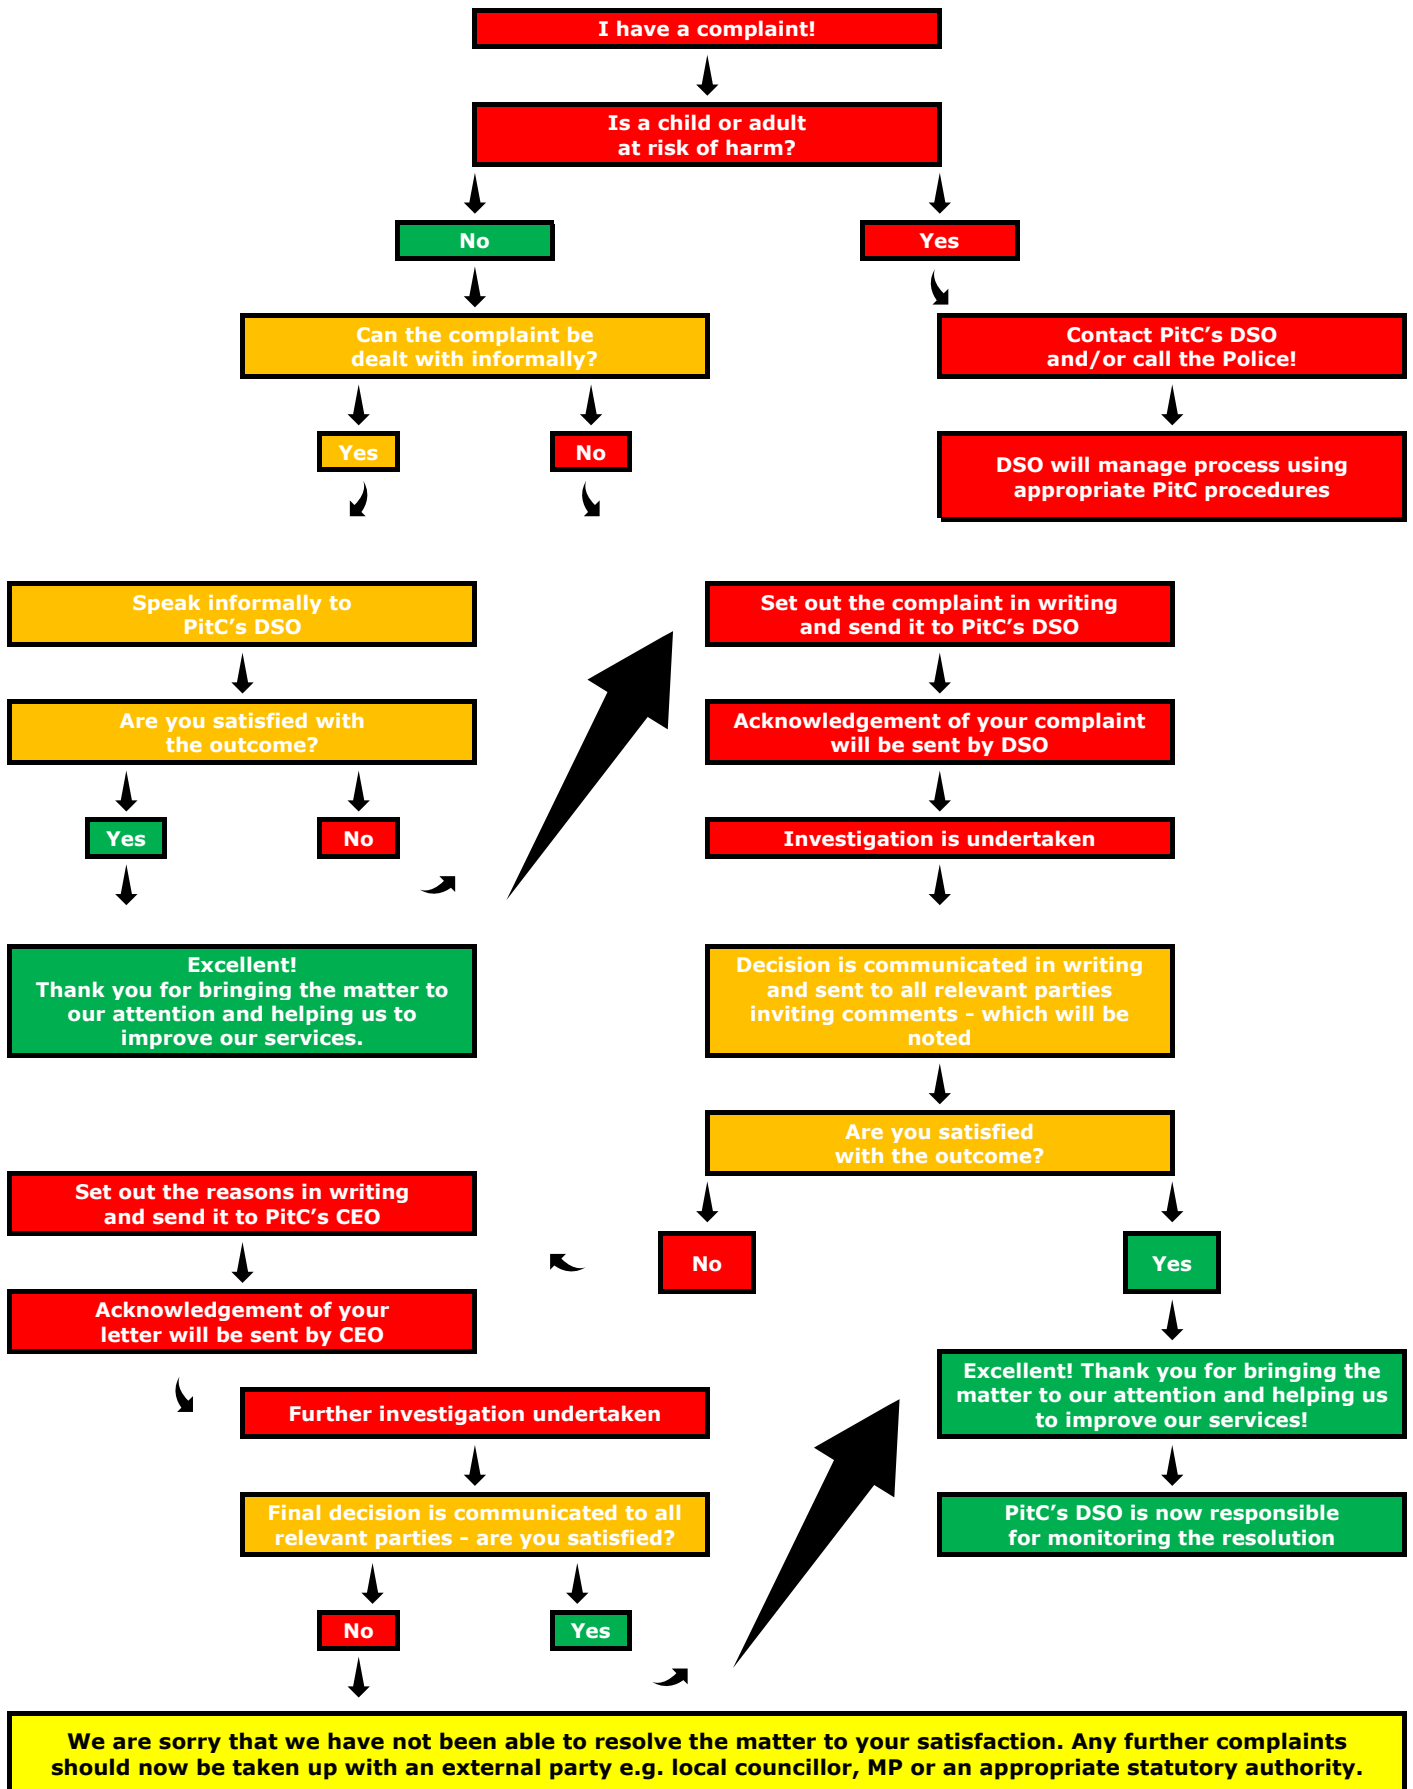 I have a complaint!
Is a child or adult
at risk of harm?
No
Yes
Can the complaint be
dealt with informally?
Contact PitC’s DSO
and/or call the Police!
Yes
No
DSO will manage process using
appropriate PitC procedures
Speak informally to
PitC’s DSO
Set out the complaint in writing
and send it to PitC’s DSO
Are you satisfied with
the outcome?
Acknowledgement of your complaint
will be sent by DSO
Yes
No
Investigation is undertaken
Excellent!
Thank you for bringing the matter to
our attention and helping us to
improve our services.
Decision is communicated in writing
and sent to all relevant parties
inviting comments – which will be
noted
Are you satisfied
with the outcome?
Set out the reasons in writing
and send it to PitC’s CEO
No
Yes
Acknowledgement of your
letter will be sent by CEO
Excellent! Thank you for bringing the
matter to our attention and helping us
to improve our services!
Further investigation undertaken
Final decision is communicated to all
relevant parties – are you satisfied?
PitC’s DSO is now responsible
for monitoring the resolution
No
Yes
We are sorry that we have not been able to resolve the matter to your satisfaction. Any further complaints
should now be taken up with an external party e.g. local councillor, MP or an appropriate statutory authority.